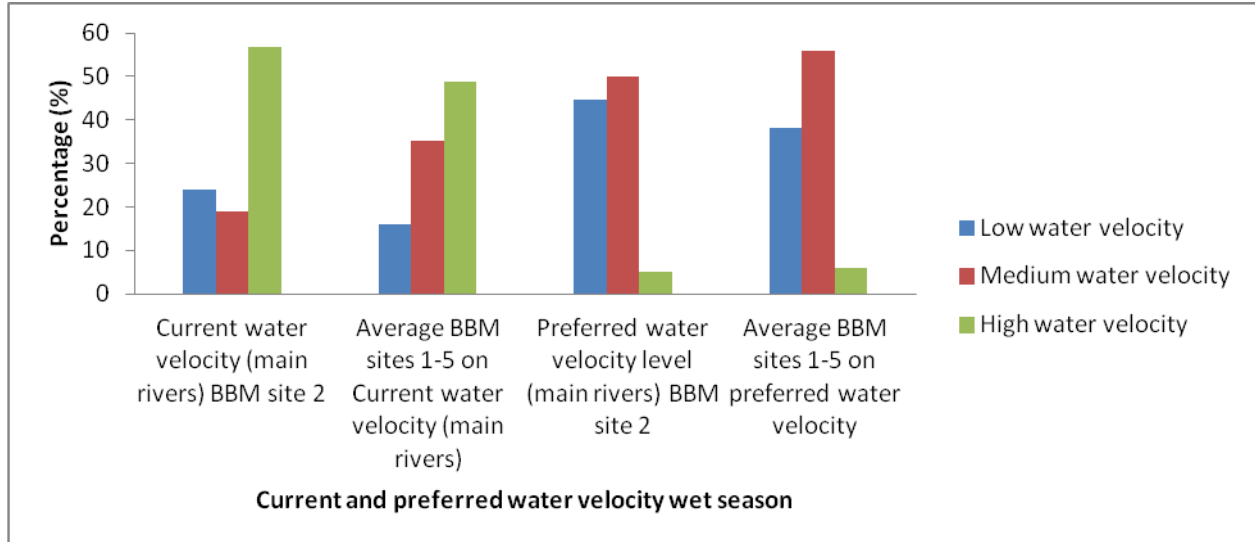 60
50
40
30
20
10
0
Percentage (%)
Current water
velocity (main
rivers) BBM site 2
Average BBM
sites 1-5 on
Current water
velocity (main
rivers)
Preferred water
velocity level
(main rivers) BBM
site 2
Average BBM
sites 1-5 on
preferred water
velocity
Current and preferred water velocity wet season
Low water velocity
Medium water velocity
High water velocity